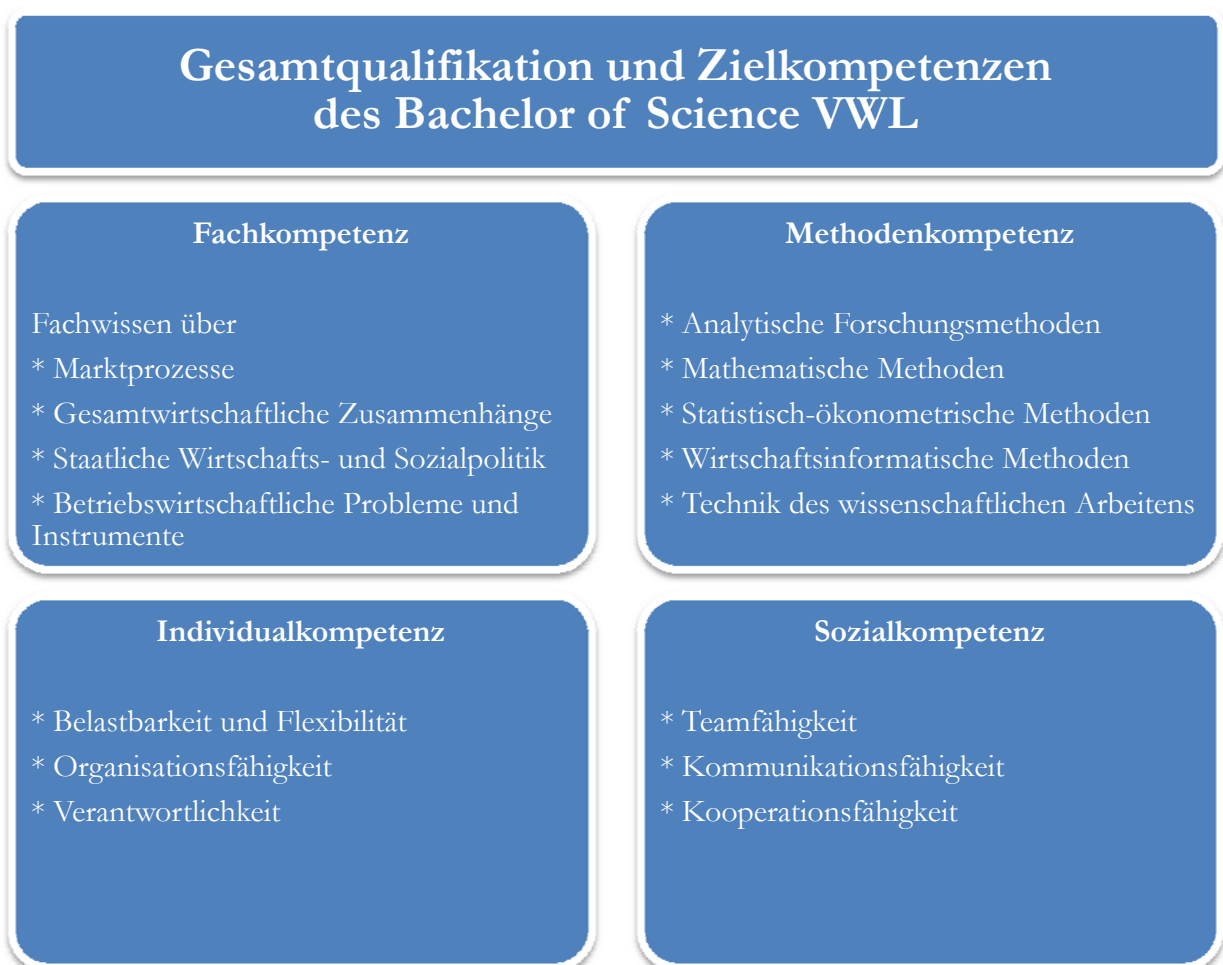 Gesamtqualifikation und Zielkompetenzen
des Bachelor of Science VWL
Fachkompetenz
Fachwissen über
* Marktprozesse
* Gesamtwirtschaftliche Zusammenhänge
* Staatliche Wirtschafts- und Sozialpolitik
* Betriebswirtschaftliche Probleme und
Instrumente
Methodenkompetenz
* Analytische Forschungsmethoden
* Mathematische Methoden
* Statistisch-ökonometrische Methoden
* Wirtschaftsinformatische Methoden
* Technik des wissenschaftlichen Arbeitens
Individualkompetenz
* Belastbarkeit und Flexibilität
* Organisationsfähigkeit
* Verantwortlichkeit
Sozialkompetenz
* Teamfähigkeit
* Kommunikationsfähigkeit
* Kooperationsfähigkeit